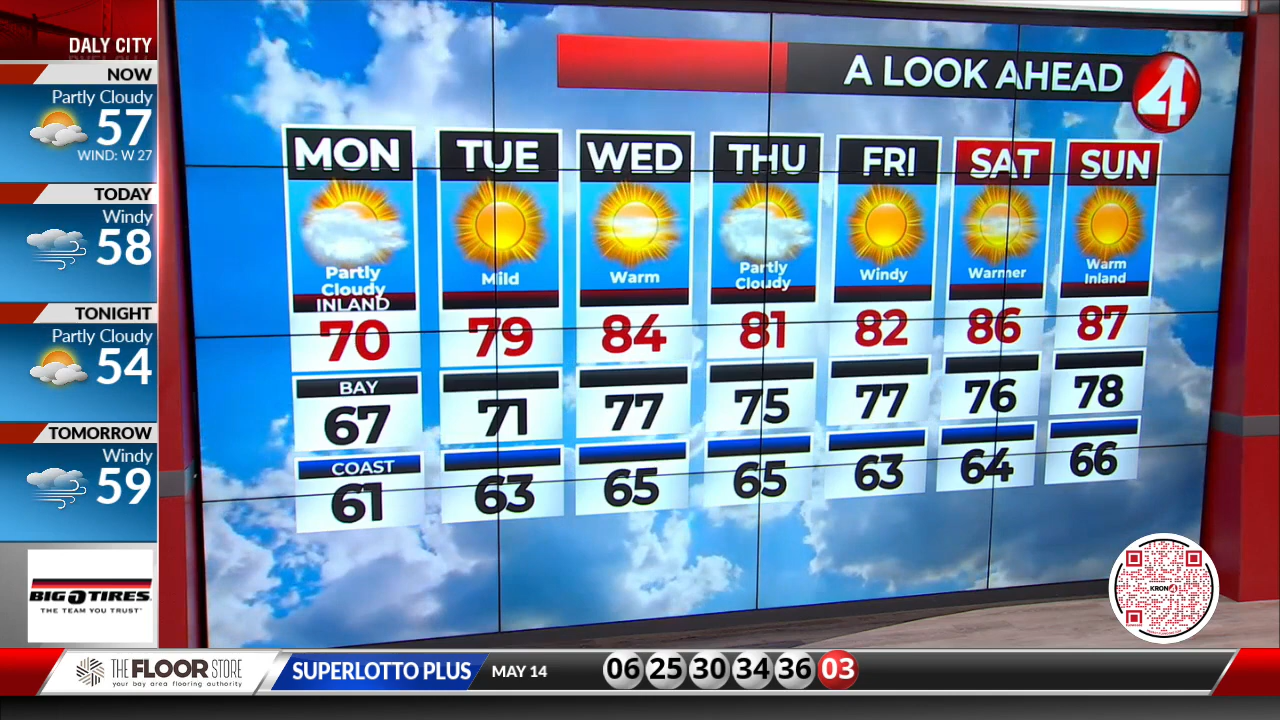 DALY CITY
NOW
Partly Cloudy
57
WIND: W 27
TODAY
Windy
58
TONIGHT
Partly Cloudy
54
TOMORROW
Windy
59
BIG O TIRES
THE TEAM YOU TRUST
A LOOK AHEAD
4
MON TUE WED THU FRI SAT SUN
Partly Cloudy
Mild
Warm
Partly Cloudy
Windy
Warmer
Warm Inland
INLAND
70 79 84 81 82 86 87
BAY
67 71 77 75 77 76 78
COAST
61 63 65 65 63 64 66
KRON4
THE FLOOR STORE
your bay area flooring authority
SUPERLOTTO PLUS
MAY 14
06 25 30 34 36 03